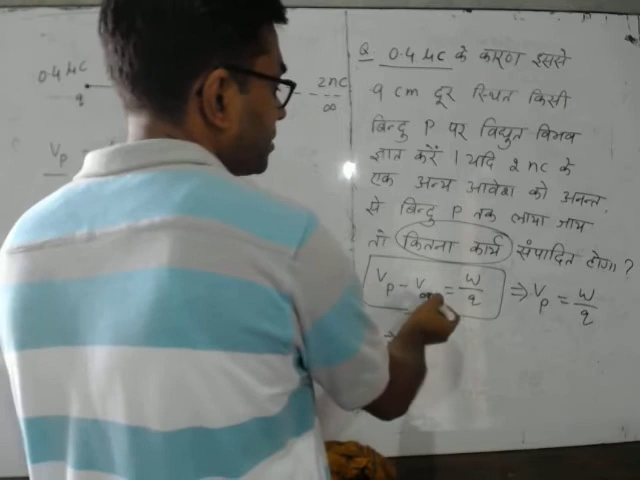 0.4 μC
q
2nc
∞
V_p
Q 0.4 μC के कारण इससे
9 cm दूर स्थित किसी
बिन्दु P पर विद्युत विभव
ज्ञात करें । यदि 2 nc के
एक अन्य आवेश को अनन्त
से बिन्दु P तक लाया जाय
तो कितना कार्य संपादित होगा ?
V_p - V_∞ = W/q ⇒ V_p = W/q